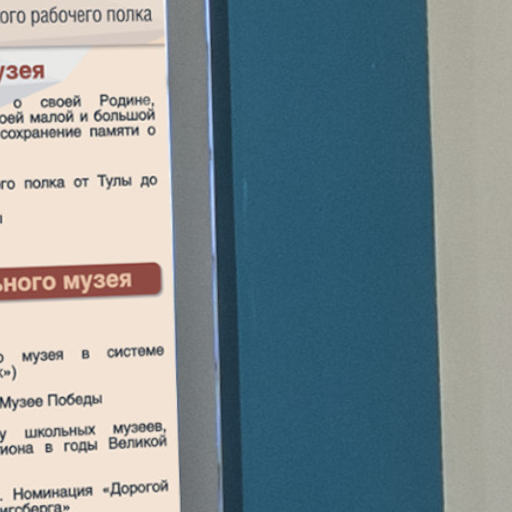 ого рабочего полка
узея
о своей Родине,
оей малой и большой
сохранение памяти о
го полка от Тулы до
ьного музея
о музея в системе
к»)
Музее Победы
у школьных музеев,
иона в годы Великой
. Номинация «Дорогой
игсберга»